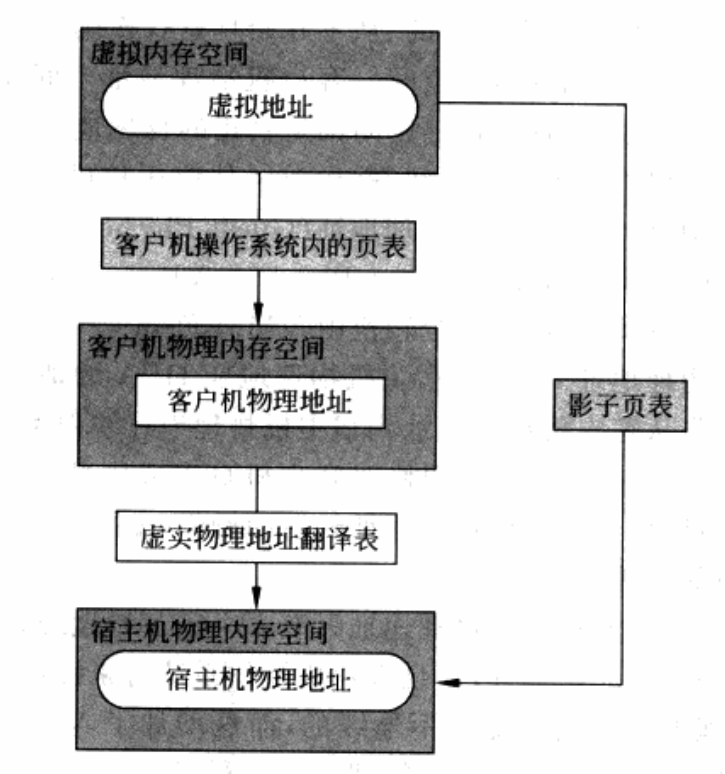 虚拟内存空间
虚拟地址
客户机操作系统内的页表
客户机物理内存空间
客户机物理地址
影子页表
虚实物理地址翻译表
宿主机物理内存空间
宿主机物理地址